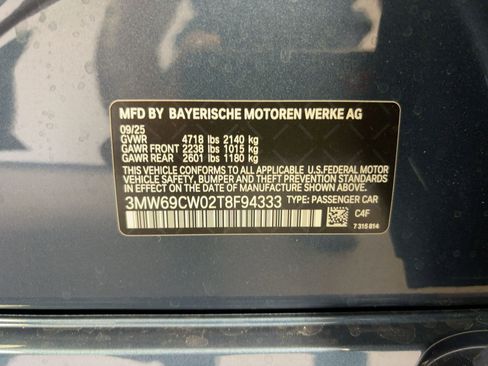 MFD BY BAYERISCHE MOTOREN WERKE AG
09/25
GVWR 4718 lbs 2140 kg
GAWR FRONT 2238 lbs 1015 kg
GAWR REAR 2601 lbs 1180 kg
THIS VEHICLE CONFORMS TO ALL APPLICABLE U.S.FEDERAL MOTOR
VEHICLE SAFETY, BUMPER AND THEFT PREVENTION STANDARDS
IN EFFECT ON THE DATE OF MANUFACTURE SHOWN ABOVE.
3MW69CW02T8F94333 TYPE: PASSENGER CAR
C4F
7 315 814